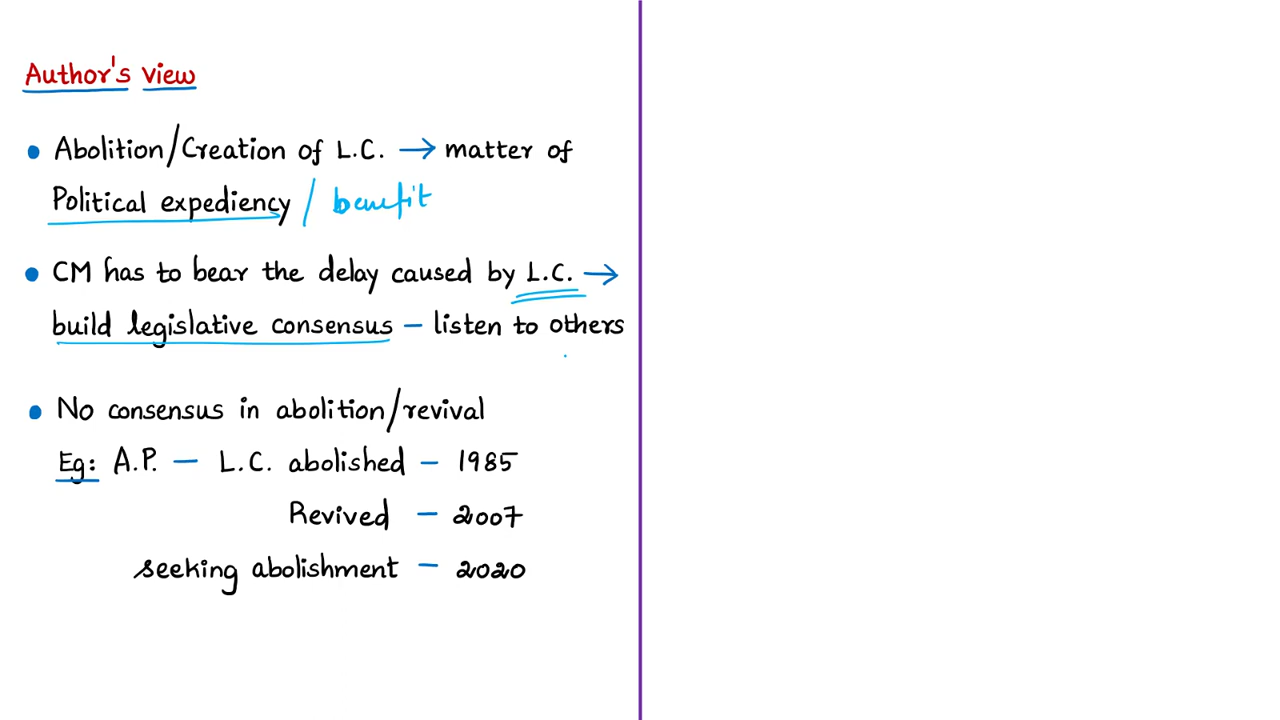 Author's view
• Abolition/Creation of L.C. → matter of
Political expediency / benefit
• CM has to bear the delay caused by L.C. →
build legislative consensus – listen to others
• No consensus in abolition/revival
Eg: A.P. – L.C. abolished – 1985
Revived – 2007
seeking abolishment – 2020